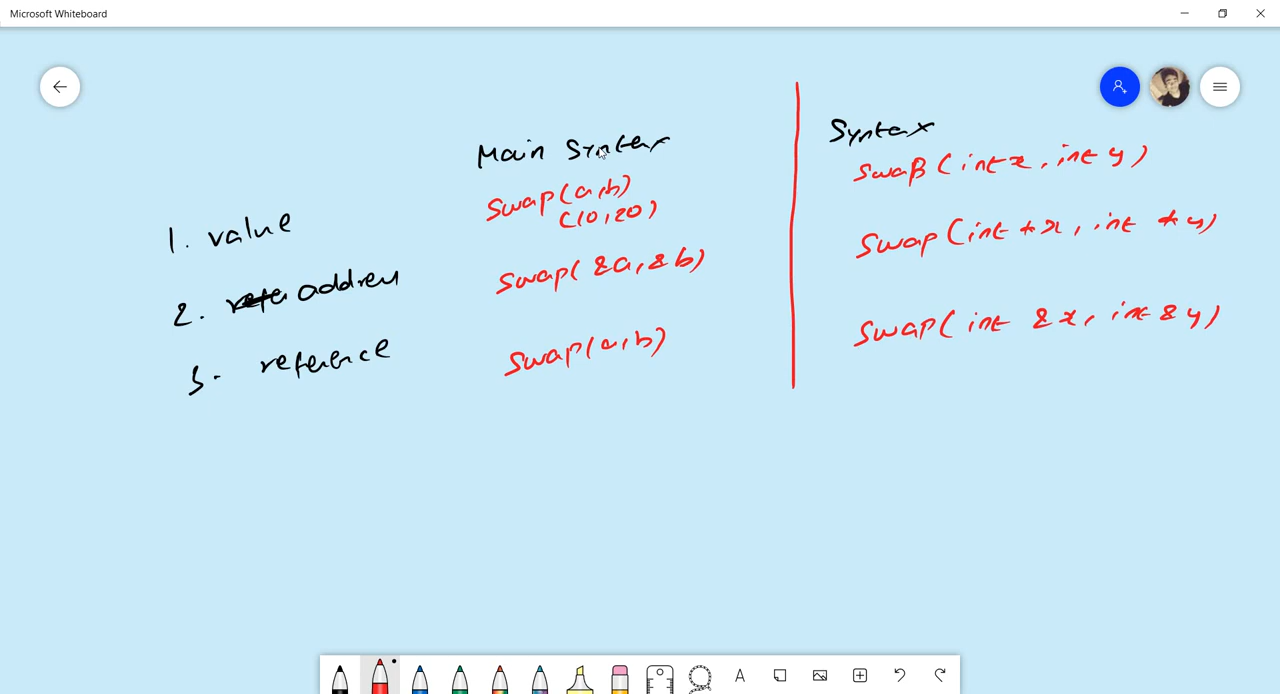 Microsoft Whiteboard
Main Syntax
Syntax
1. value
swap(a,b)
(10,20)
swap(int x, int y)
2. address
swap(&a,&b)
swap(int *x, int *y)
3. reference
swap(a,b)
swap(int &x, int &y)
A